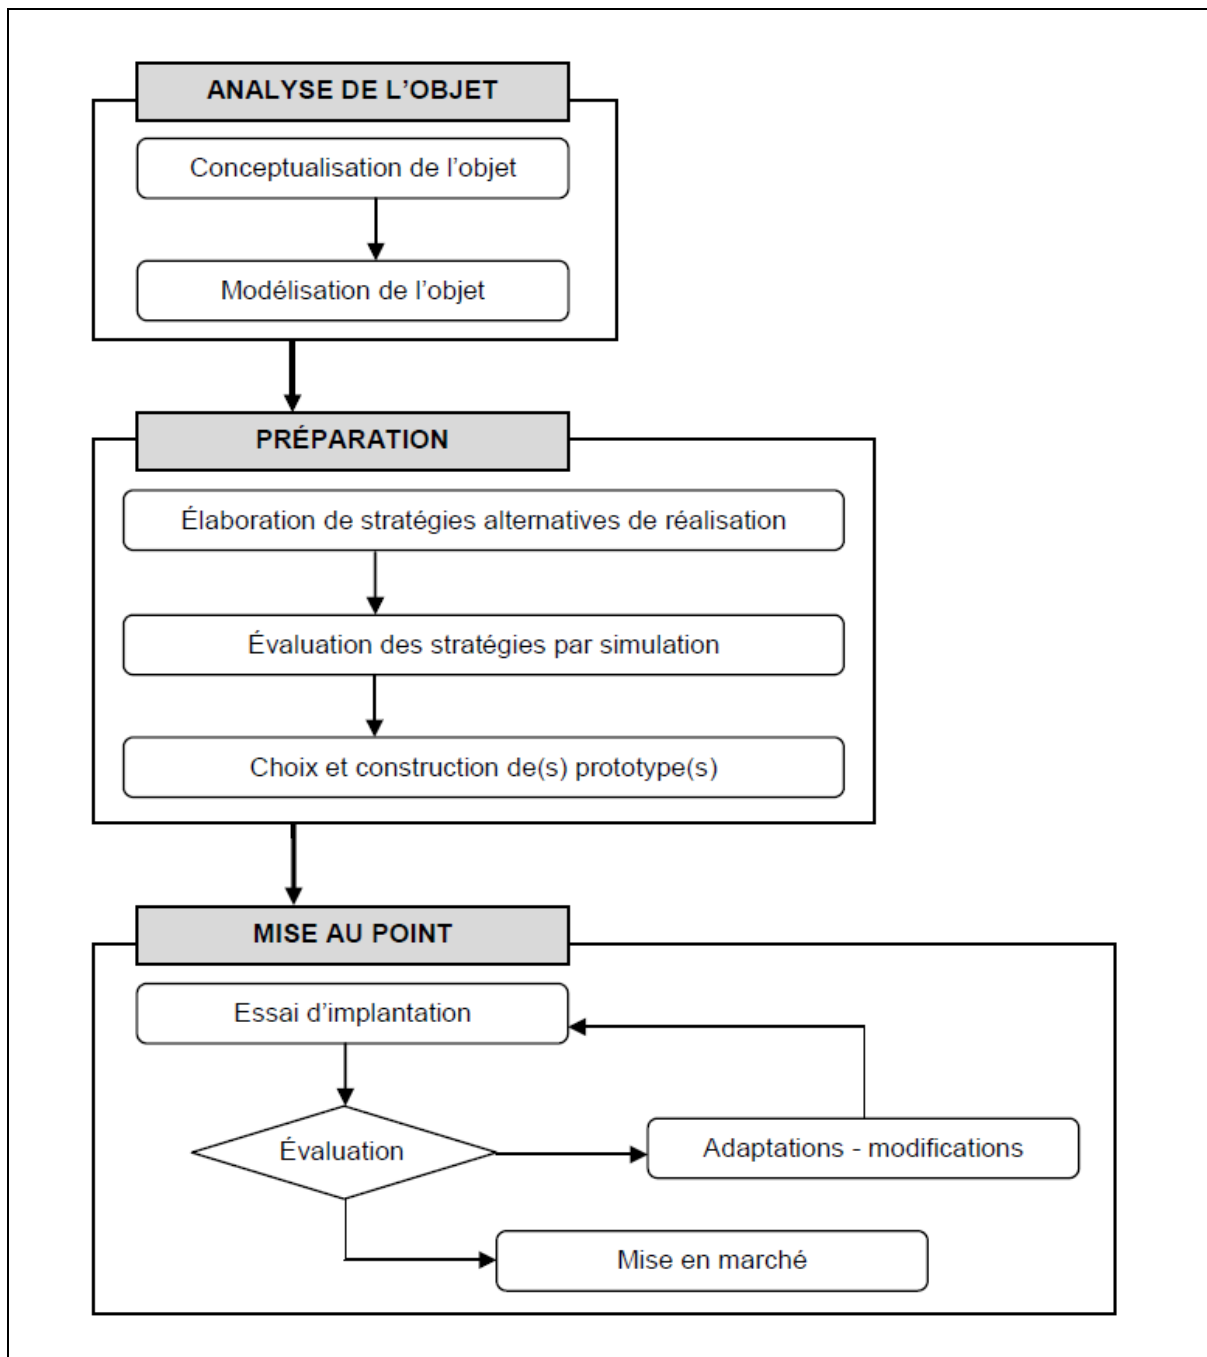 ANALYSE DE L’OBJET
Conceptualisation de l’objet
Modélisation de l’objet
PRÉPARATION
Élaboration de stratégies alternatives de réalisation
Évaluation des stratégies par simulation
Choix et construction de(s) prototype(s)
MISE AU POINT
Essai d’implantation
Évaluation
Adaptations - modifications
Mise en marché